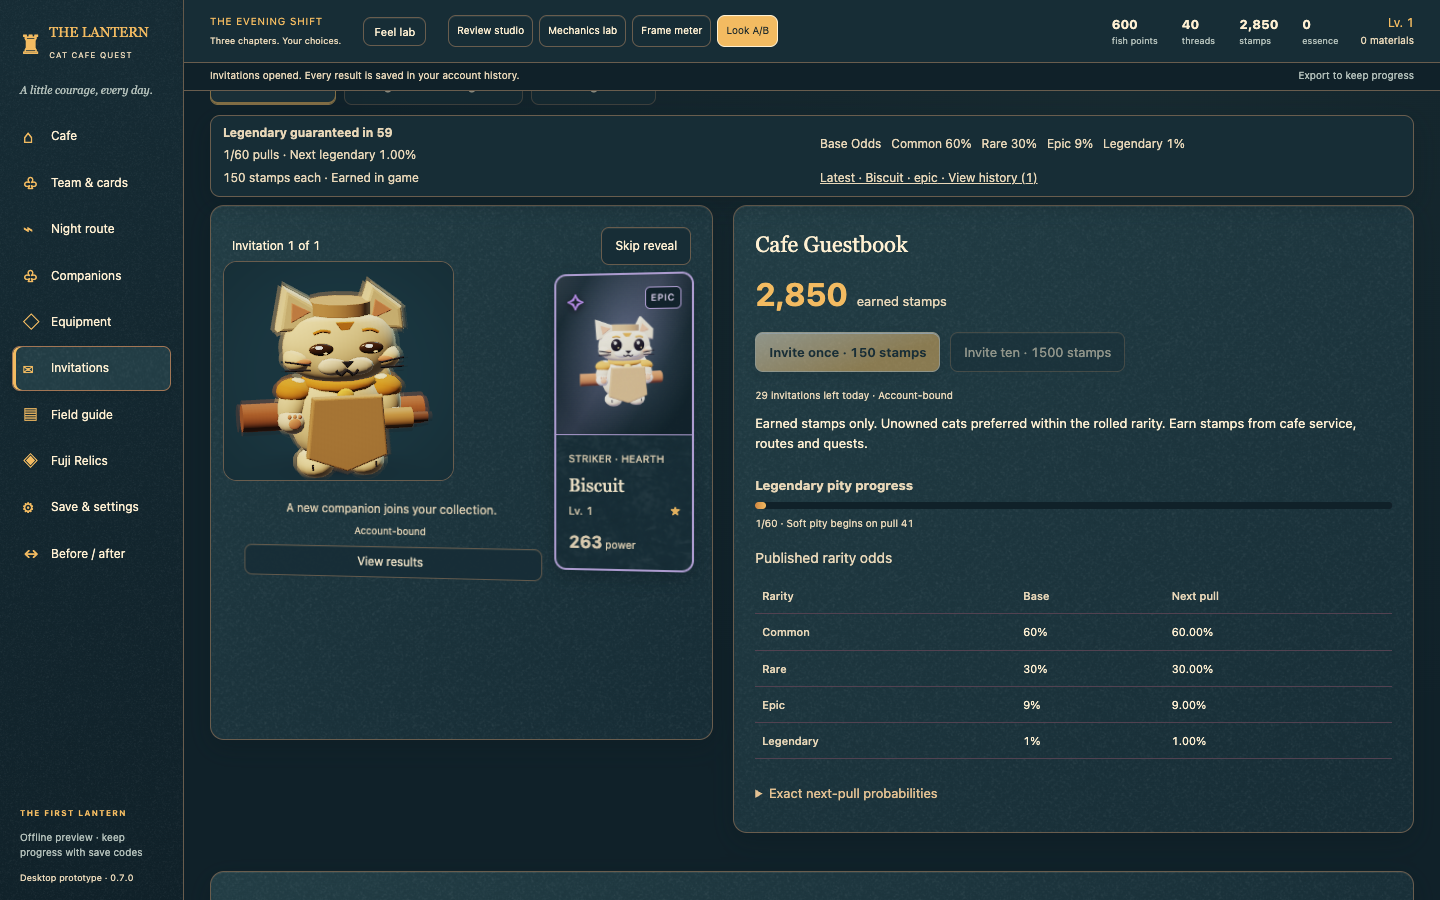 THE LANTERN
CAT CAFE QUEST
A little courage, every day.
Cafe
Team & cards
Night route
Companions
Equipment
Invitations
Field guide
Fuji Relics
Save & settings
Before / after
THE FIRST LANTERN
Offline preview · keep
progress with save codes
Desktop prototype · 0.7.0
THE EVENING SHIFT
Three chapters. Your choices.
Feel lab
Review studio
Mechanics lab
Frame meter
Look A/B
600
fish points
40
threads
2,850
stamps
0
essence
Lv. 1
0 materials
Invitations opened. Every result is saved in your account history.
Export to keep progress
Legendary guaranteed in 59
1/60 pulls · Next legendary 1.00%
150 stamps each · Earned in game
Base Odds Common 60% Rare 30% Epic 9% Legendary 1%
Latest · Biscuit · epic · View history (1)
Invitation 1 of 1
Skip reveal
EPIC
STRIKER · HEARTH
Biscuit
Lv. 1
263 power
A new companion joins your collection.
Account-bound
View results
Cafe Guestbook
2,850 earned stamps
Invite once · 150 stamps
Invite ten · 1500 stamps
29 invitations left today · Account-bound
Earned stamps only. Unowned cats preferred within the rolled rarity. Earn stamps from cafe service,
routes and quests.
Legendary pity progress
1/60 · Soft pity begins on pull 41
Published rarity odds
Rarity Base Next pull
Common 60% 60.00%
Rare 30% 30.00%
Epic 9% 9.00%
Legendary 1% 1.00%
Exact next-pull probabilities